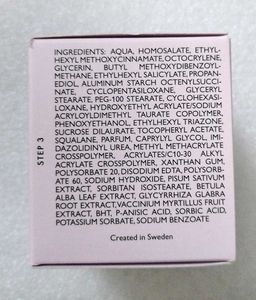 INGREDIENTS: AQUA, HOMOSALATE, ETHYL-
HEXYL METHOXYCINNAMATE, OCTOCRYLENE,
GLYCERIN, BUTYL METHOXYDIBENZOYL-
METHANE, ETHYLHEXYL SALICYLATE, PROPAN-
EDIOL, ALUMINUM STARCH OCTENYLSUCCI-
NATE, CYCLOPENTASILOXANE, GLYCERYL
STEARATE, PEG-100 STEARATE, CYCLOHEXASI-
LOXANE, HYDROXYETHYL ACRYLATE/SODIUM
ACRYLOYLDIMETHYL TAURATE COPOLYMER,
PHENOXYETHANOL, ETHYLHEXYL TRIAZONE,
SUCROSE DILAURATE, TOCOPHERYL ACETATE,
SQUALANE, PARFUM, CAPRYLYL GLYCOL, IMI-
DAZOLIDINYL UREA, METHYL METHACRYLATE
CROSSPOLYMER, ACRYLATES/C10-30 ALKYL
ACRYLATE CROSSPOLYMER, XANTHAN GUM,
POLYSORBATE 20, DISODIUM EDTA, POLYSORB-
ATE 60, SODIUM HYDROXIDE, PISUM SATIVUM
EXTRACT, SORBITAN ISOSTEARATE, BETULA
ALBA LEAF EXTRACT, GLYCYRRHIZA GLABRA
ROOT EXTRACT, VACCINIUM MYRTILLUS FRUIT
EXTRACT, BHT, P-ANISIC ACID, SORBIC ACID,
POTASSIUM SORBATE, SODIUM BENZOATE
Created in Sweden
STEP 3